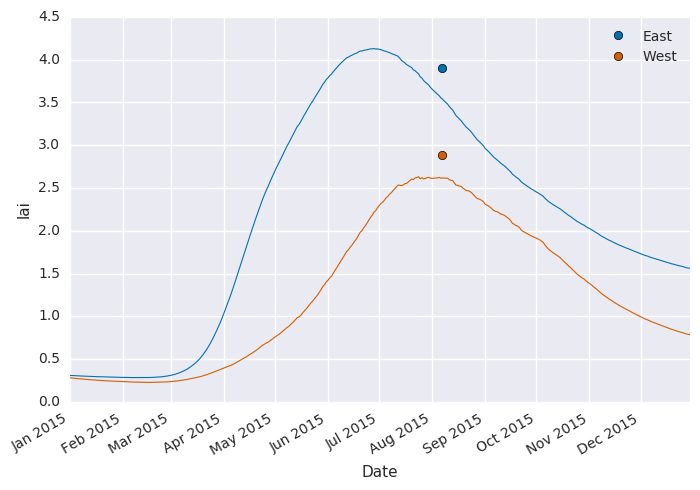 4.5
4.0
3.5
3.0
2.5
2.0
1.5
1.0
0.5
0.0
lai
East
West
Jan 2015
Feb 2015
Mar 2015
Apr 2015
May 2015
Jun 2015
Jul 2015
Aug 2015
Sep 2015
Oct 2015
Nov 2015
Dec 2015
Date